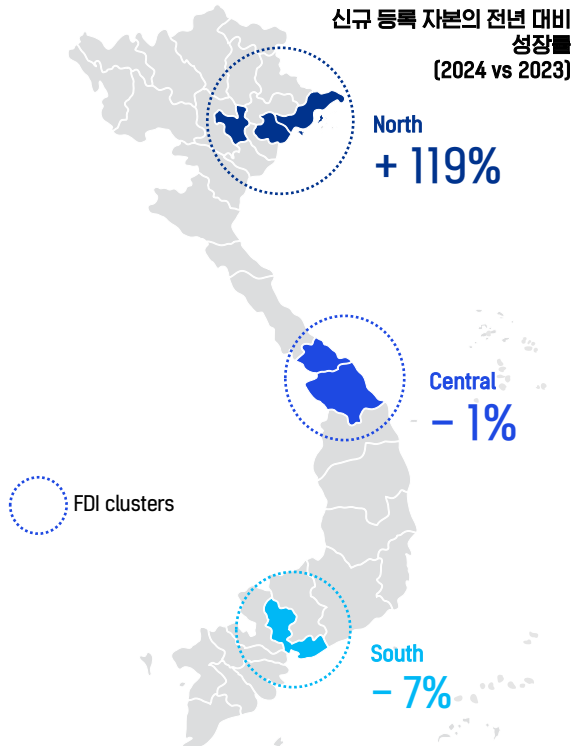 신규 등록 자본의 전년 대비
성장률
(2024 vs 2023)
North
+ 119%
Central
– 1%
FDI clusters
South
– 7%